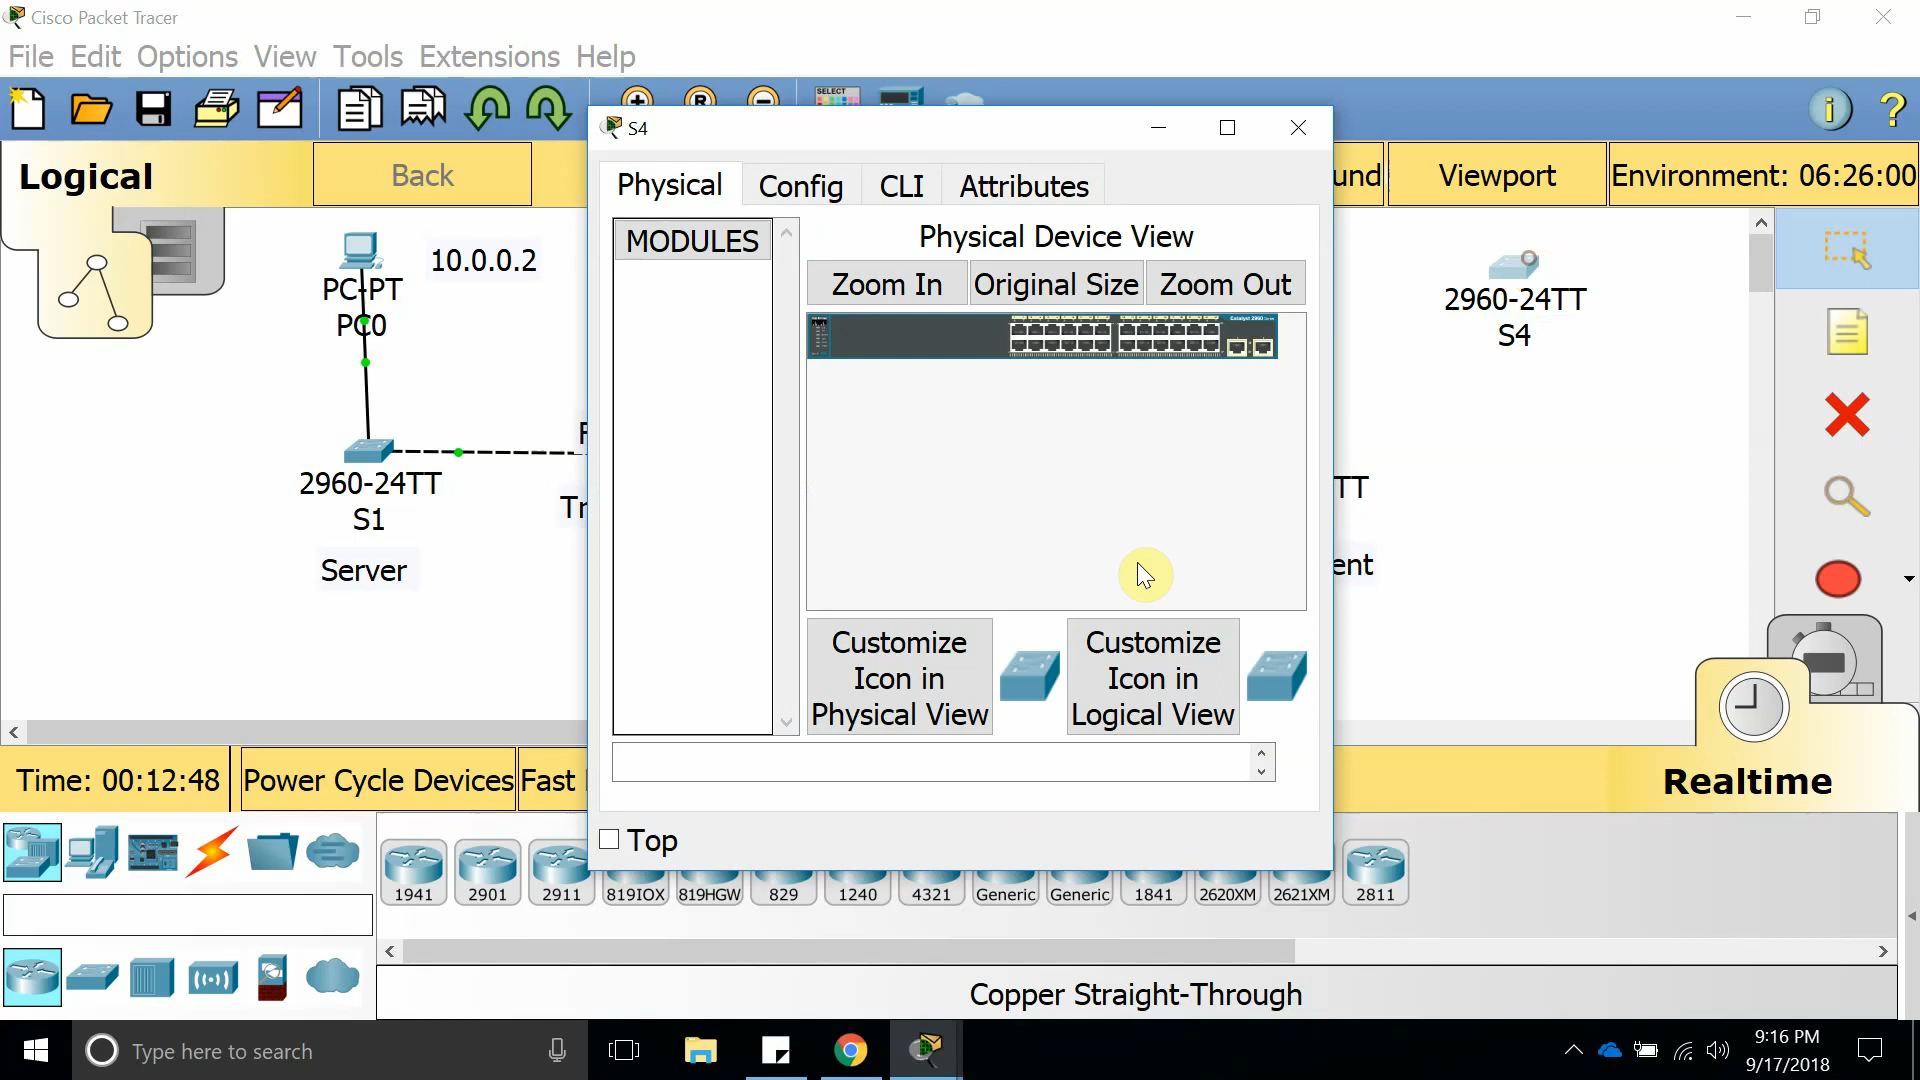 Cisco Packet Tracer
File Edit Options View Tools Extensions Help
R
SELECT
i ?
S4
Logical
Back
und
Viewport
Environment: 06:26:00
Physical
Config
CLI
Attributes
MODULES
Physical Device View
Zoom In
Original Size
Zoom Out
Catalyst 2960 Series
10.0.0.2
PC-PT
PC0
2960-24TT
S4
F
2960-24TT
S1
Tr
TT
Server
ent
Customize
Icon in
Physical View
Customize
Icon in
Logical View
Time: 00:12:48
Power Cycle Devices
Fast
Realtime
Top
1941
2901
2911
819IOX
819HGW
829
1240
4321
Generic
Generic
1841
2620XM
2621XM
2811
Copper Straight-Through
Type here to search
9:16 PM
9/17/2018